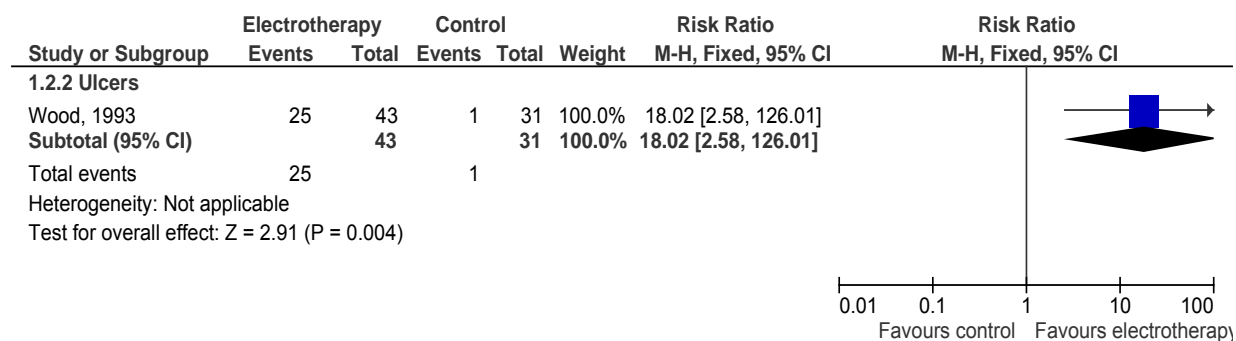 Electrotherapy Control Risk Ratio Risk Ratio
Study or Subgroup Events Total Events Total Weight M-H, Fixed, 95% CI M-H, Fixed, 95% CI
1.2.2 Ulcers
Wood, 1993 25 43 1 31 100.0% 18.02 [2.58, 126.01]
Subtotal (95% CI) 43 31 100.0% 18.02 [2.58, 126.01]
Total events 25 1
Heterogeneity: Not applicable
Test for overall effect: Z = 2.91 (P = 0.004)
0.01 0.1 1 10 100
Favours control Favours electrotherapy